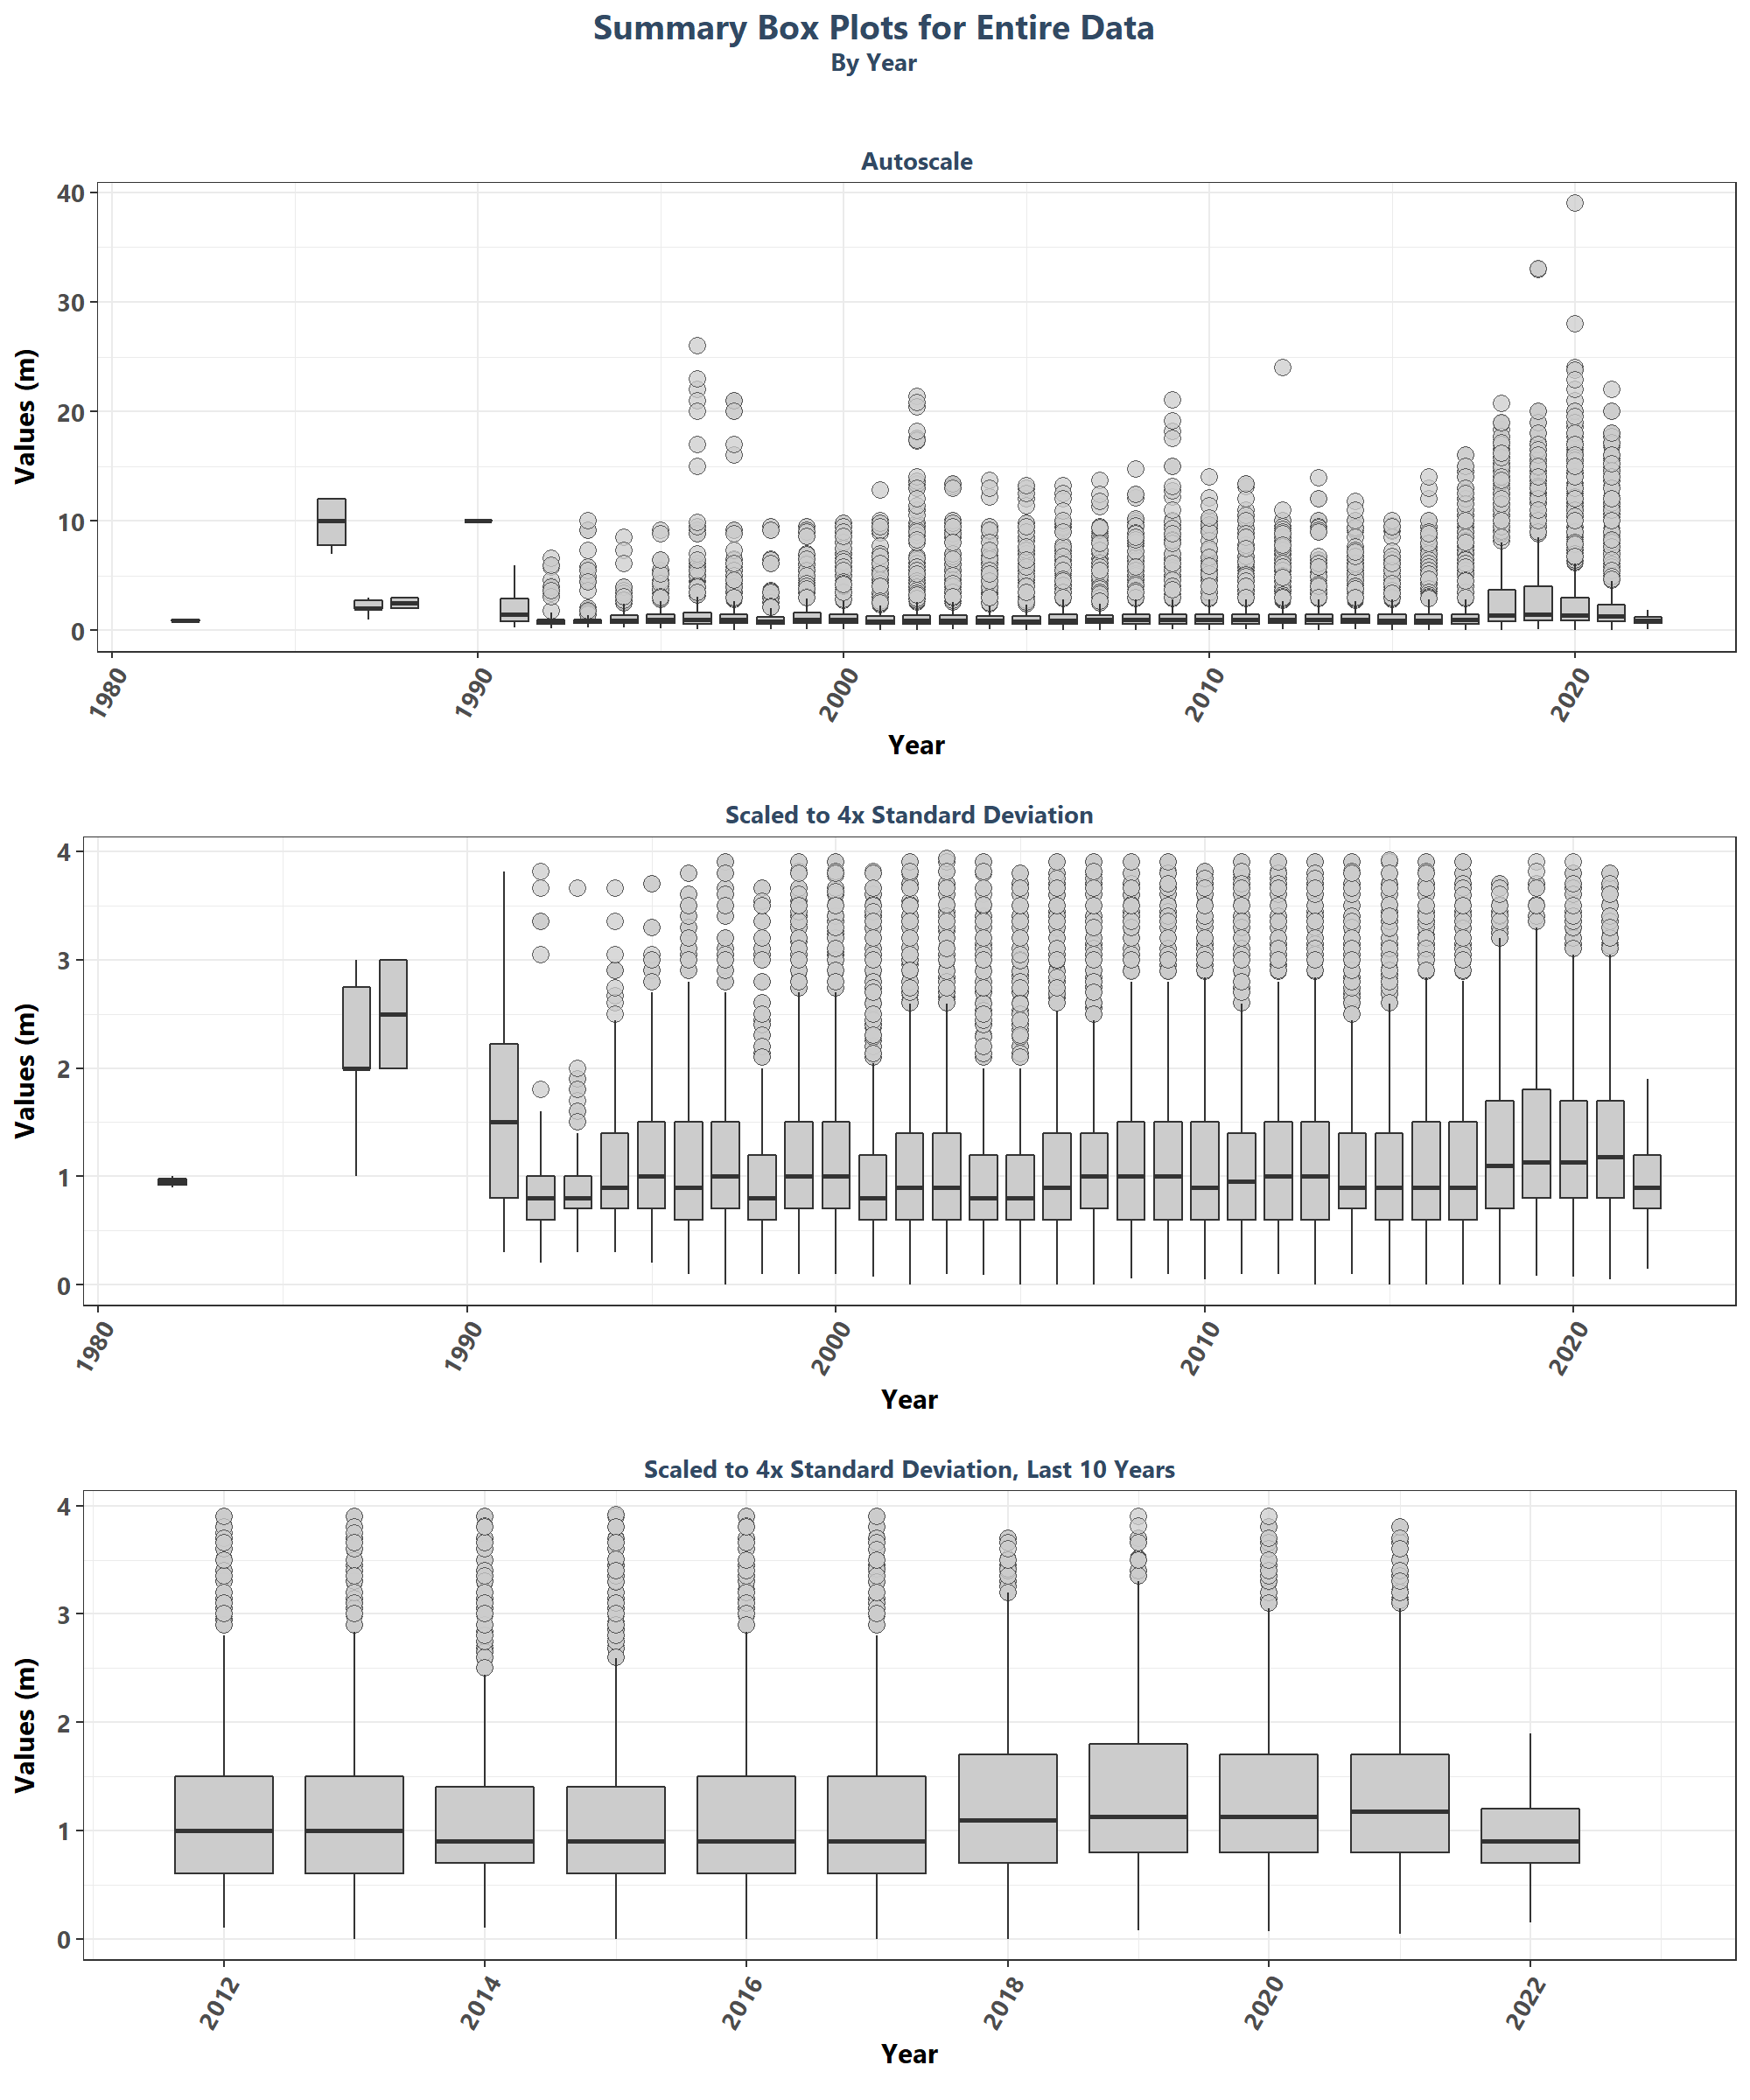 Summary Box Plots for Entire Data
By Year
Autoscale
Values (m)
40
30
20
10
0
1980
1990
2000
2010
2020
Year
Scaled to 4x Standard Deviation
Values (m)
4
3
2
1
0
1980
1990
2000
2010
2020
Year
Scaled to 4x Standard Deviation, Last 10 Years
Values (m)
4
3
2
1
0
2012
2014
2016
2018
2020
2022
Year